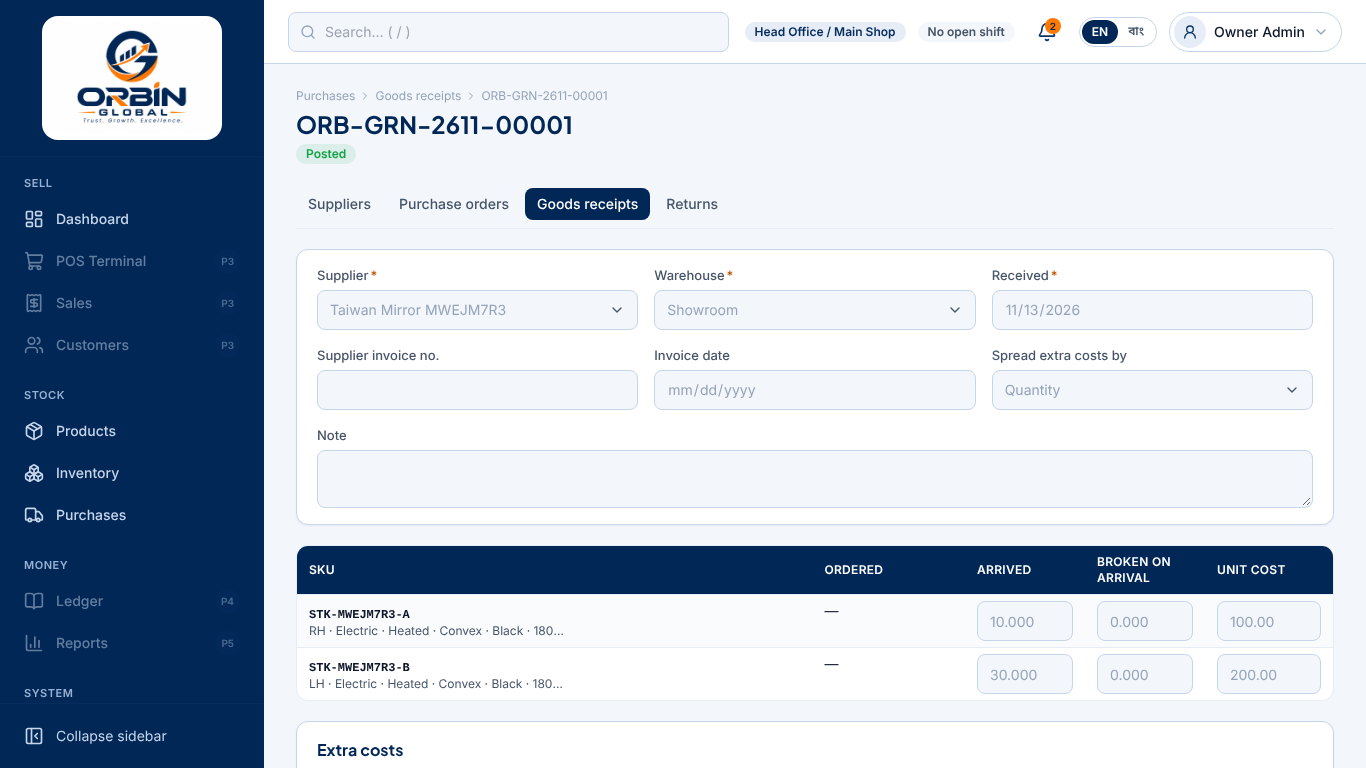 ORBIN
GLOBAL
Trust. Growth. Excellence.
Search... ( / )
Head Office / Main Shop
No open shift
2
EN
বাং
Owner Admin
SELL
Dashboard
POS Terminal P3
Sales P3
Customers P3
STOCK
Products
Inventory
Purchases
MONEY
Ledger P4
Reports P5
SYSTEM
Collapse sidebar
Purchases > Goods receipts > ORB-GRN-2611-00001
ORB-GRN-2611-00001
Posted
Suppliers Purchase orders Goods receipts Returns
Supplier* Warehouse* Received*
Taiwan Mirror MWEJM7R3 Showroom 11/13/2026
Supplier invoice no. Invoice date Spread extra costs by
mm/dd/yyyy Quantity
Note
SKU ORDERED ARRIVED BROKEN ON ARRIVAL UNIT COST
STK-MWEJM7R3-A — 10.000 0.000 100.00
RH · Electric · Heated · Convex · Black · 180...
STK-MWEJM7R3-B — 30.000 0.000 200.00
LH · Electric · Heated · Convex · Black · 180...
Extra costs